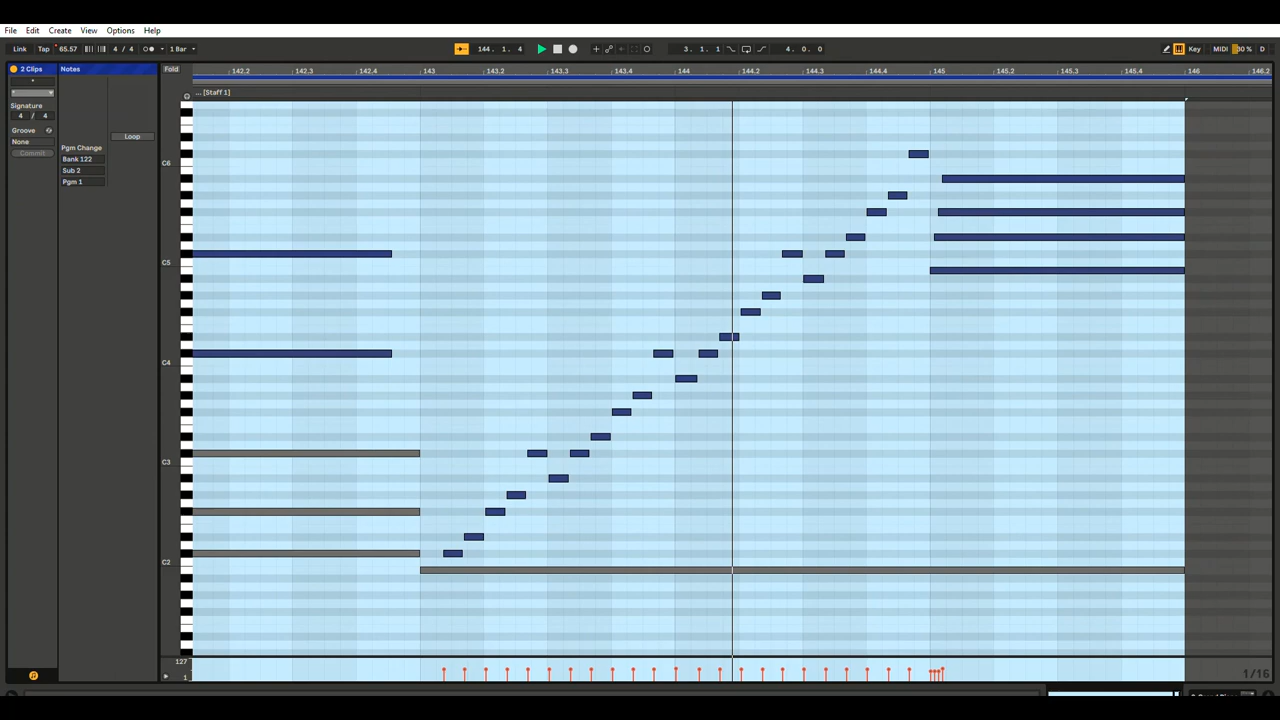 File Edit Create View Options Help
Link Tap 65.57 4 / 4 1 Bar 144. 1. 4 3. 1. 1 4. 0. 0 Key MIDI 30 % D
2 Clips Notes Fold 142.2 142.3 142.4 143 143.2 143.3 143.4 144 144.2 144.3 144.4 145 145.2 145.3 145.4 146 146.2
... [Staff 1]
Signature
4 / 4
Groove
None
Commit
Loop
Pgm Change
Bank 122
Sub 2
Pgm 1
C6
C5
C4
C3
C2
127
1
1/16